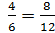 4/6 = 8/12